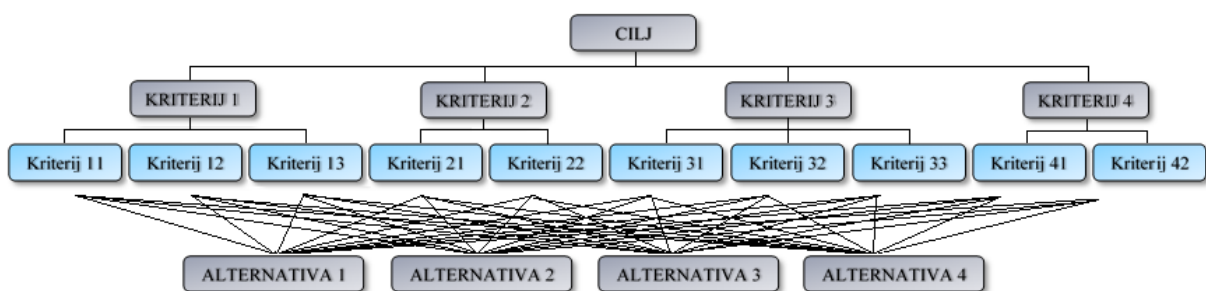 CILJ
KRITERIJ 1 KRITERIJ 2 KRITERIJ 3 KRITERIJ 4
Kriterij 11 Kriterij 12 Kriterij 13 Kriterij 21 Kriterij 22 Kriterij 31 Kriterij 32 Kriterij 33 Kriterij 41 Kriterij 42
ALTERNATIVA 1 ALTERNATIVA 2 ALTERNATIVA 3 ALTERNATIVA 4